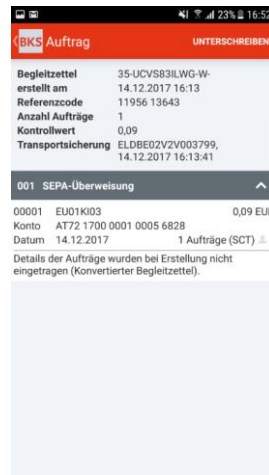 23% 16:52
BKS Auftrag UNTERSCHREIBEN
Begleitzettel 35-UCVS83ILWG-W-
erstellt am 14.12.2017 16:13
Referenzcode 11956 13643
Anzahl Aufträge 1
Kontrollwert 0,09
Transportsicherung ELDBE02V2V003799,
14.12.2017 16:13:41
001 SEPA-Überweisung
00001 EU01KI03 0,09 EUR
Konto AT72 1700 0001 0005 6828
Datum 14.12.2017 1 Aufträge (SCT)
Details der Aufträge wurden bei Erstellung nicht
eingetragen (Konvertierter Begleitzettel).